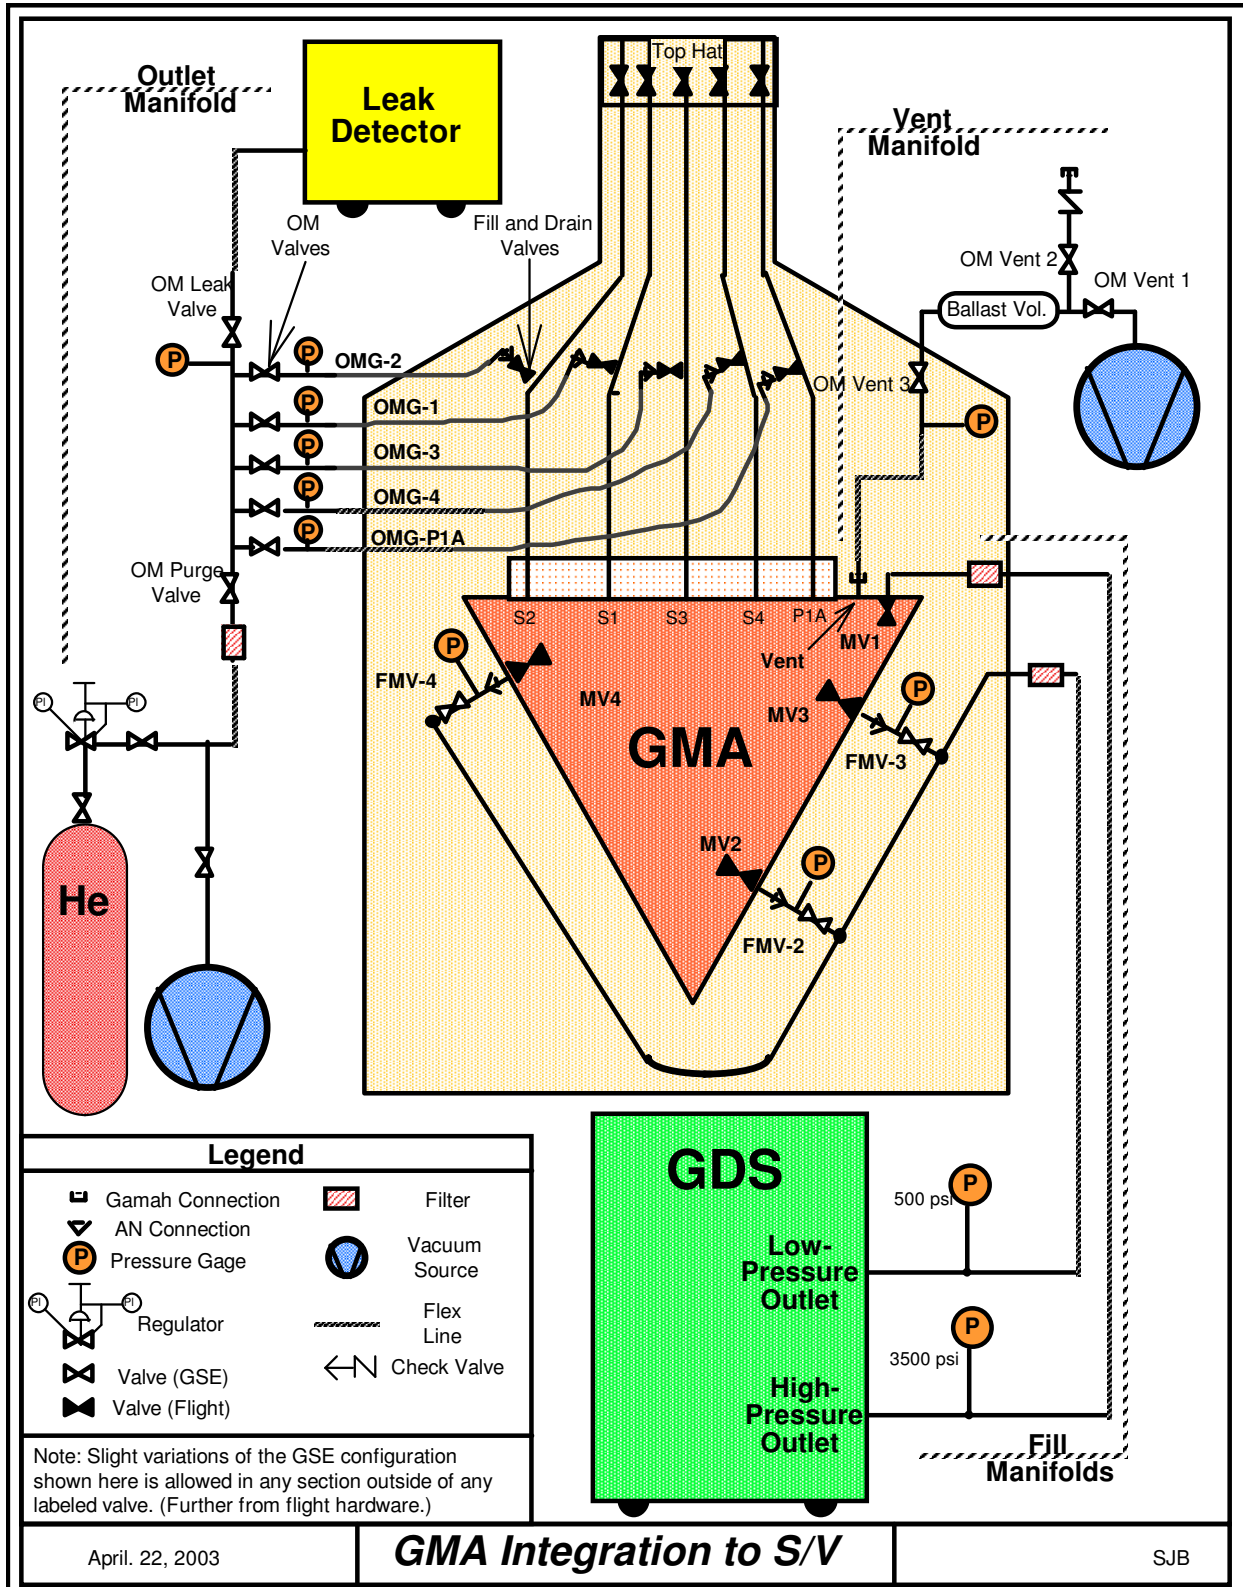 Top Hat
Outlet
Manifold
Leak
Detector
Vent
Manifold
OM
Valves
Fill and Drain
Valves
OM Vent 2
OM Vent 1
OM Leak
Valve
Ballast Vol.
P
P
OMG-2
OM Vent 3
P
OMG-1
P
P
OMG-3
P
OMG-4
P
OMG-P1A
OM Purge
Valve
S2
S1
S3
S4
P1A
MV1
Vent
P
FMV-4
MV4
MV3
P
PI
PI
GMA
FMV-3
MV2
P
He
FMV-2
GDS
P
500 psi
Low-
Pressure
Outlet
P
3500 psi
High-
Pressure
Outlet
Fill
Manifolds
Legend
Gamah Connection
Filter
AN Connection
P
Pressure Gage
Vacuum
Source
PI
PI
Regulator
Flex
Line
Check Valve
Valve (GSE)
Valve (Flight)
Note: Slight variations of the GSE configuration
shown here is allowed in any section outside of any
labeled valve. (Further from flight hardware.)
April. 22, 2003
GMA Integration to S/V
SJB